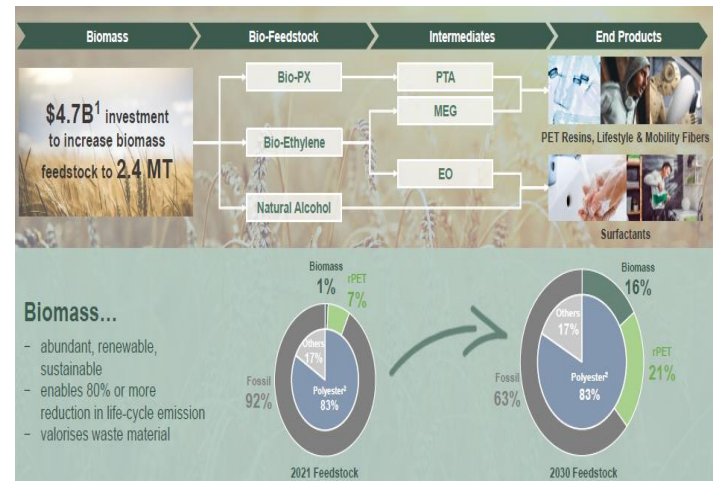 Biomass
Bio-Feedstock
Intermediates
End Products
$4.7B¹ investment
to increase biomass
feedstock to 2.4 MT
Bio-PX
Bio-Ethylene
Natural Alcohol
PTA
MEG
EO
PET Resins, Lifestyle & Mobility Fibers
Surfactants
Biomass…
– abundant, renewable,
sustainable
– enables 80% or more
reduction in life-cycle emission
– valorises waste material
Biomass
1%
rPET
7%
Others
17%
Polyester²
83%
Fossil
92%
2021 Feedstock
Biomass
16%
Others
17%
Polyester²
83%
rPET
21%
Fossil
63%
2030 Feedstock